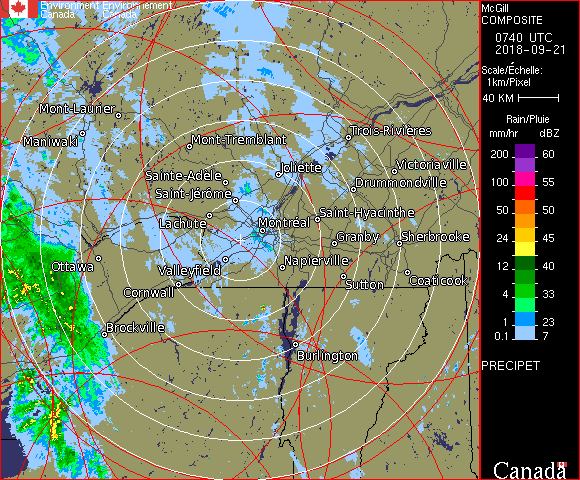 Environment Environnement
Canada Canada
McGill
COMPOSITE
0740 UTC
2018-09-21
Scale/Échelle:
1km/Pixel
40 KM
Rain/Pluie
mm/hr dBZ
200 60
100 55
50 50
24 45
12 40
4 33
1 30
0.5 23
0.1 7
PRECIPET
Canada
Mont-Laurier
Maniwaki
Mont-Tremblant
Trois-Rivières
Sainte-Adèle
Joliette
Victoriaville
Saint-Jérôme
Drummondville
Lachute
Montréal
Saint-Hyacinthe
Granby
Sherbrooke
Ottawa
Valleyfield
Napierville
Cornwall
Sutton
Coaticook
Brockville
Burlington